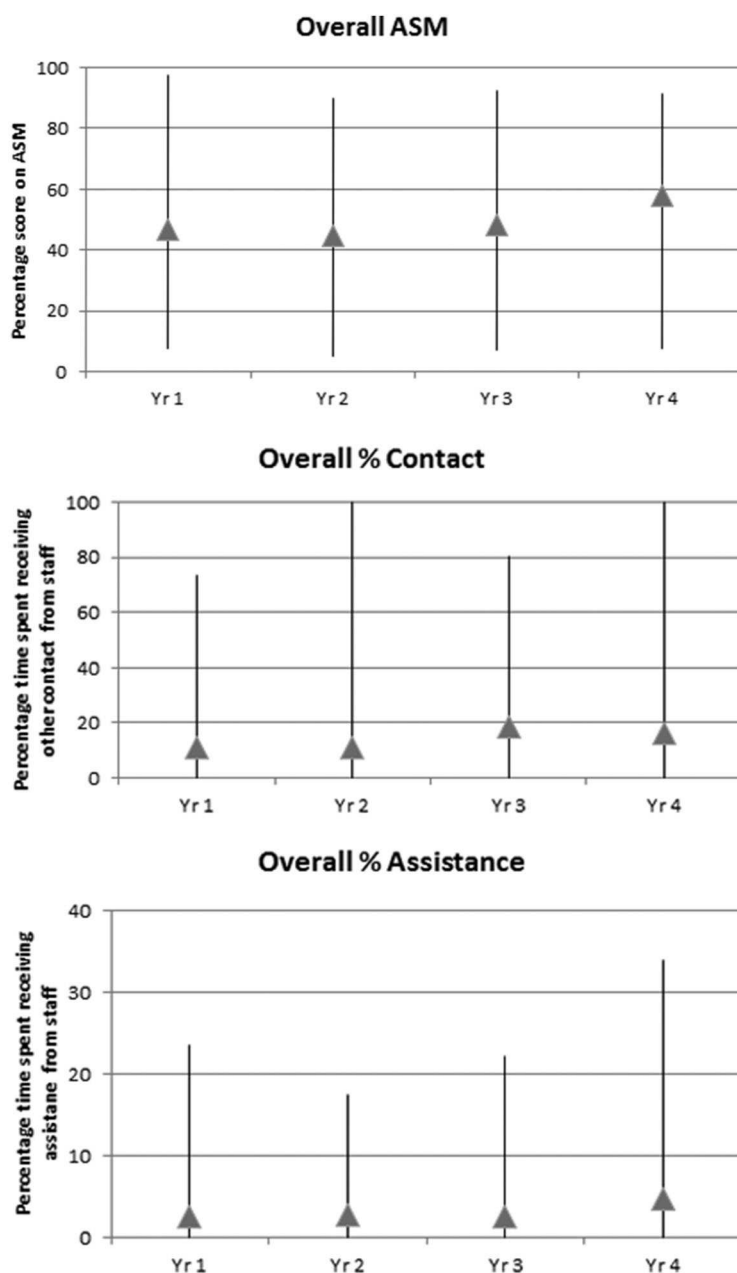 Overall ASM
Percentage score on ASM
100
80
60
40
20
0
Yr 1 Yr 2 Yr 3 Yr 4
Overall % Contact
Percentage time spent receiving
other contact from staff
100
80
60
40
20
0
Yr 1 Yr 2 Yr 3 Yr 4
Overall % Assistance
Percentage time spent receiving
assistane from staff
40
30
20
10
0
Yr 1 Yr 2 Yr 3 Yr 4